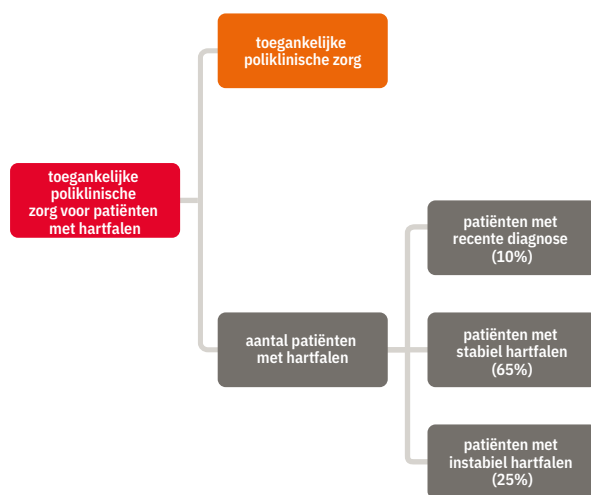 toegankelijke
poliklinische zorg
toegankelijke
poliklinische
zorg voor patiënten
met hartfalen
patiënten met
recente diagnose
(10%)
aantal patiënten
met hartfalen
patiënten met
stabiel hartfalen
(65%)
patiënten met
instabiel hartfalen
(25%)